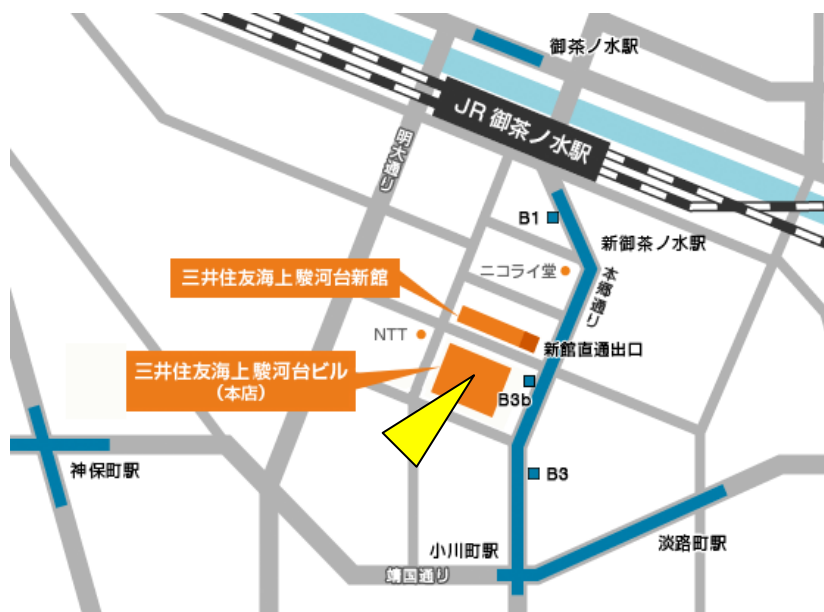 御茶ノ水駅
JR 御茶ノ水駅
明大通り
B1
新御茶ノ水駅
ニコライ堂
本郷通り
三井住友海上 駿河台新館
NTT
新館直通出口
三井住友海上 駿河台ビル
（本店）
B3b
神保町駅
B3
小川町駅
淡路町駅
靖国通り